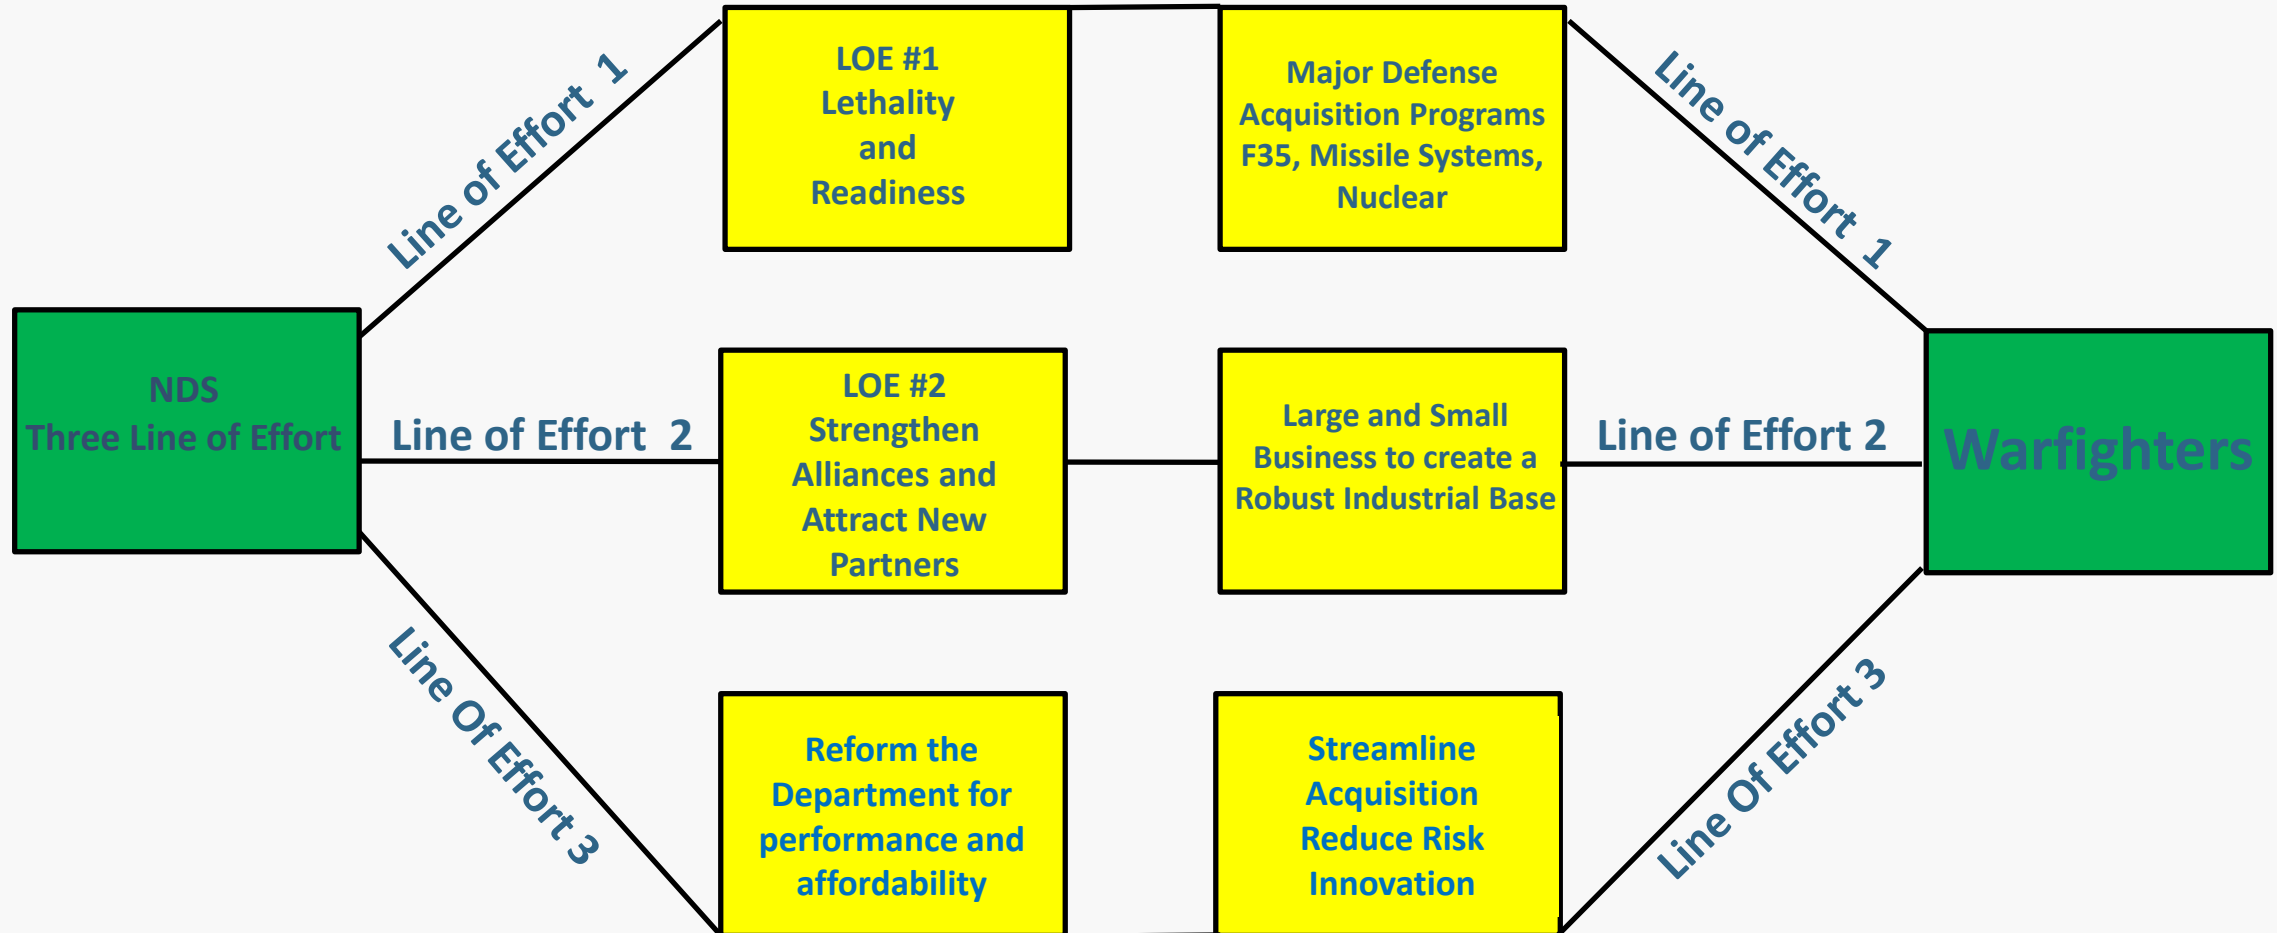 NDS
Three Line of Effort
Line of Effort  1
LOE #1
Lethality
and
Readiness
Major Defense
Acquisition Programs
F35, Missile Systems,
Nuclear
Line of Effort  1
Line of Effort  2
LOE #2
Strengthen
Alliances and
Attract New
Partners
Large and Small
Business to create a
Robust Industrial Base
Line of Effort 2
Line Of Effort 3
Reform the
Department for
performance and
affordability
Streamline
Acquisition
Reduce Risk
Innovation
Line Of Effort 3
Warfighters